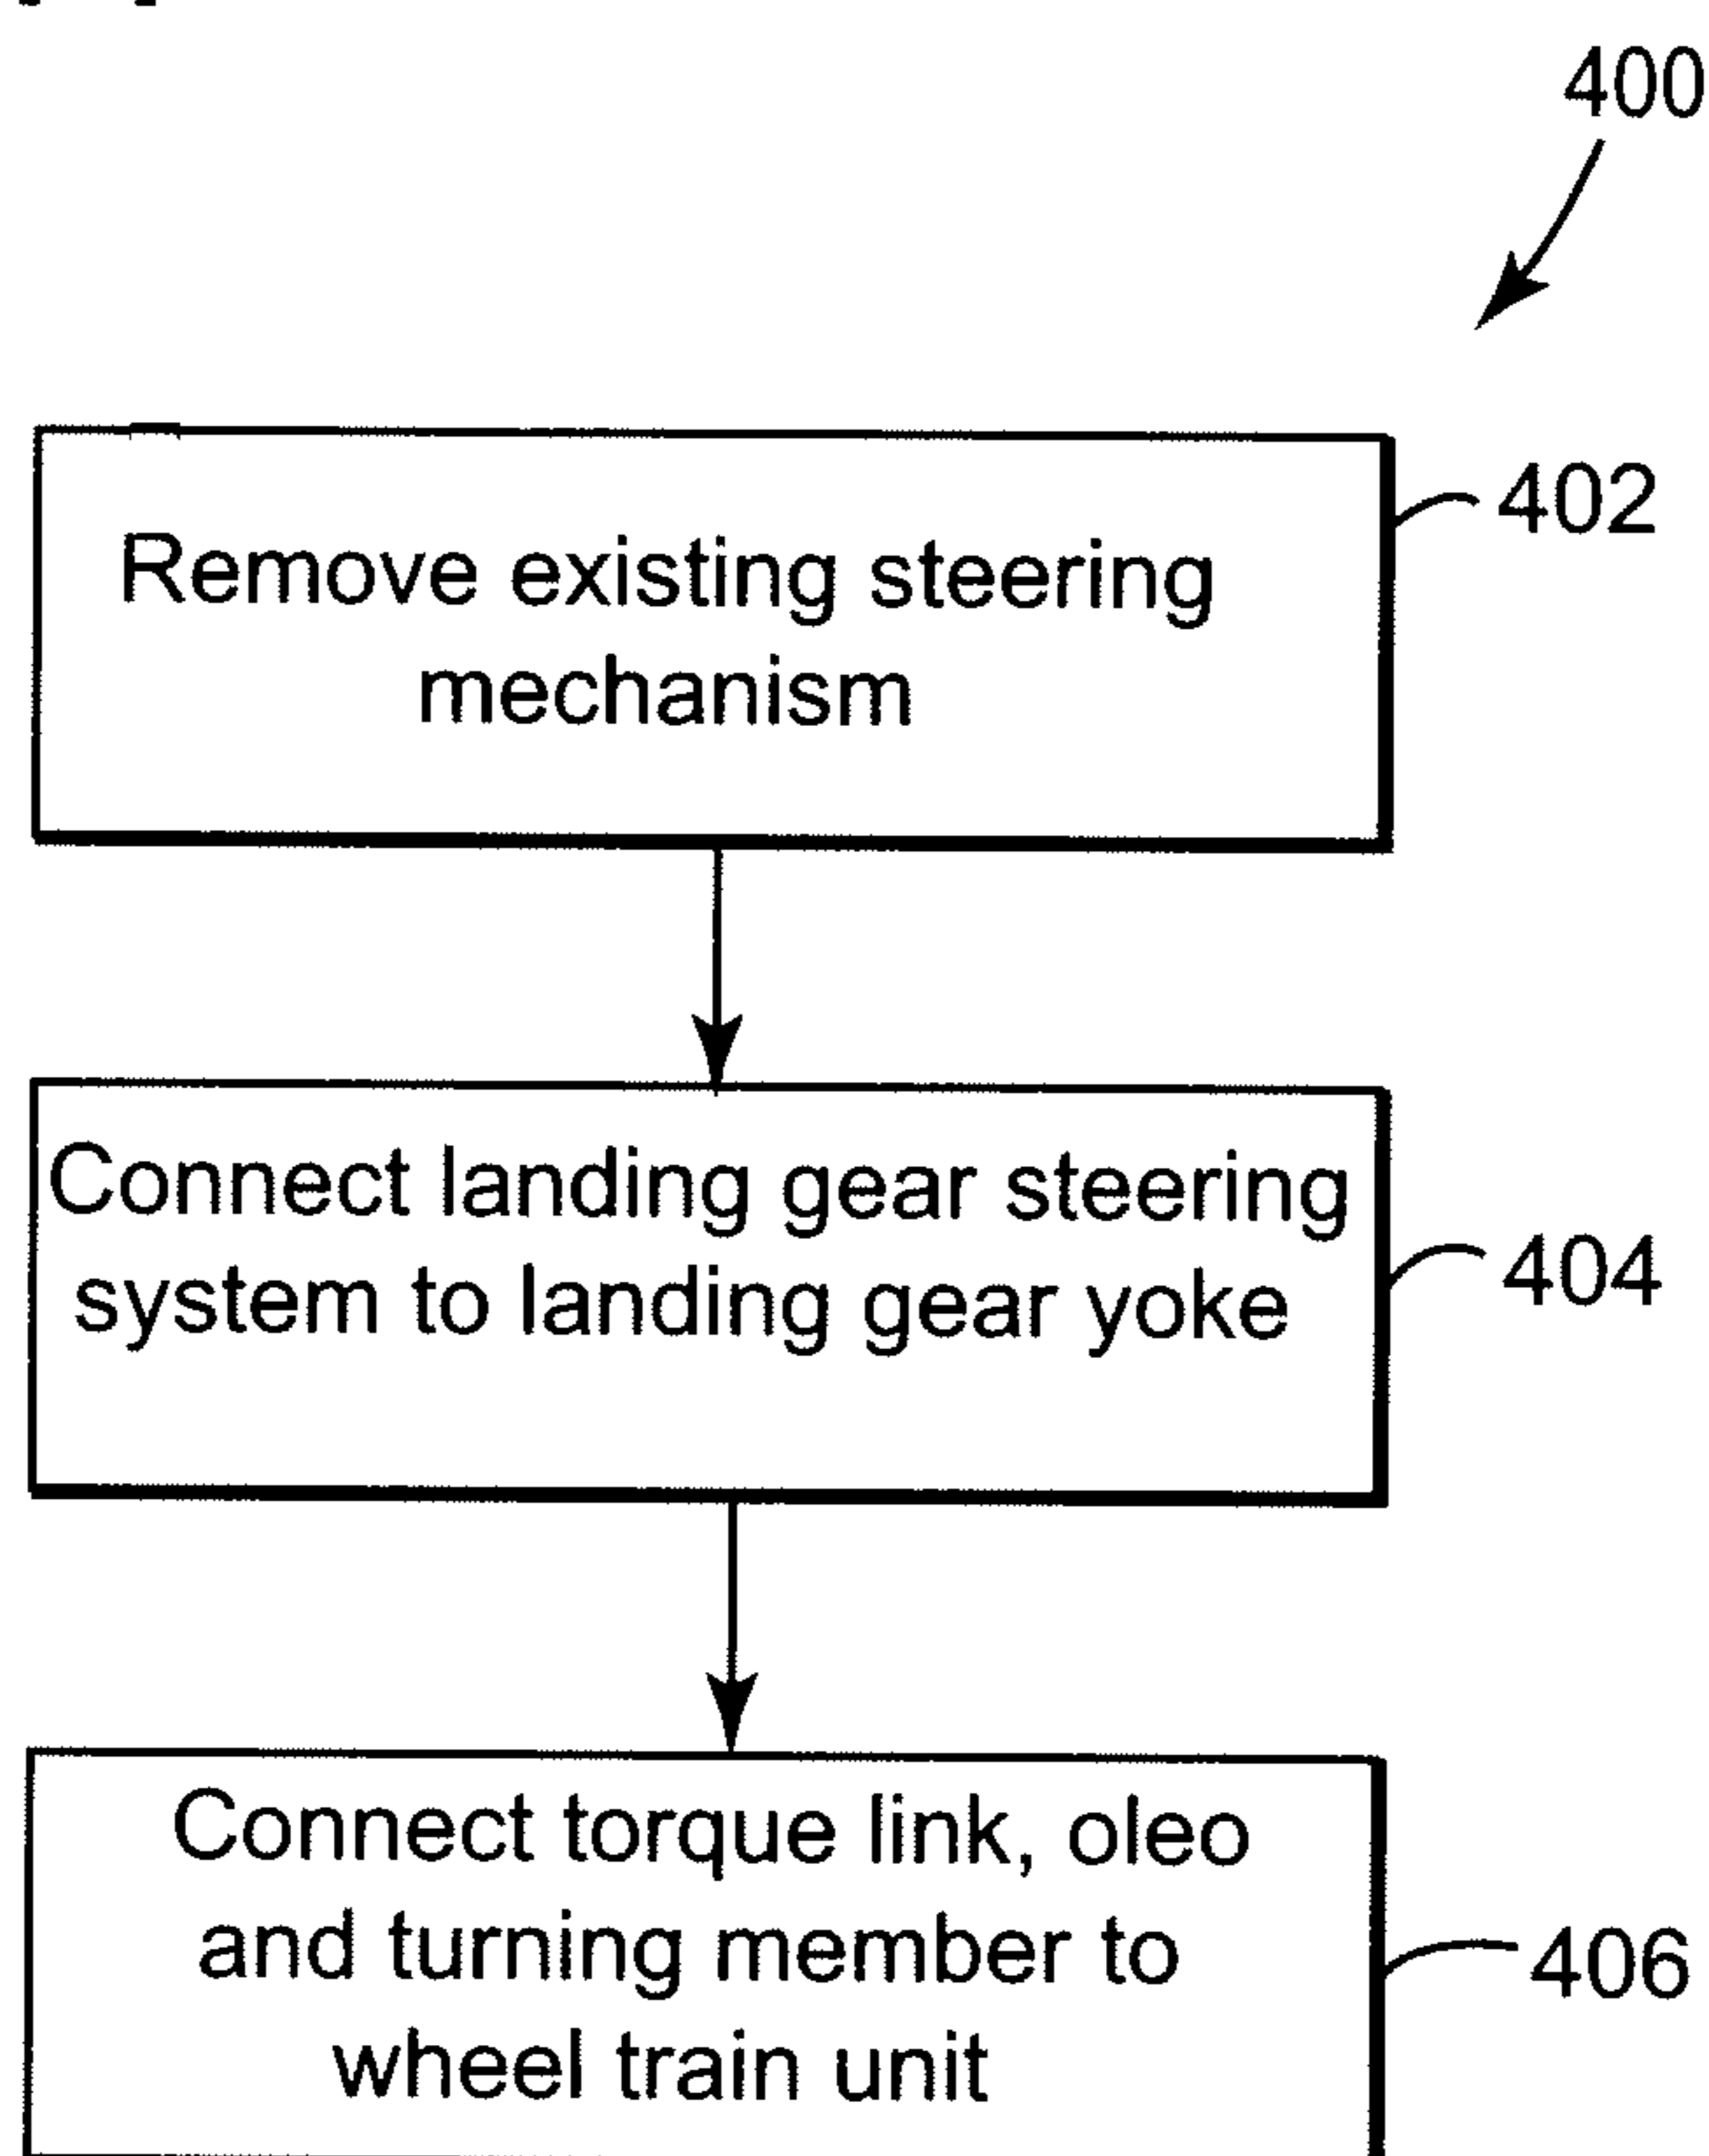 400
Remove existing steering
mechanism
402
Connect landing gear steering
system to landing gear yoke
404
Connect torque link, oleo
and turning member to
wheel train unit
406